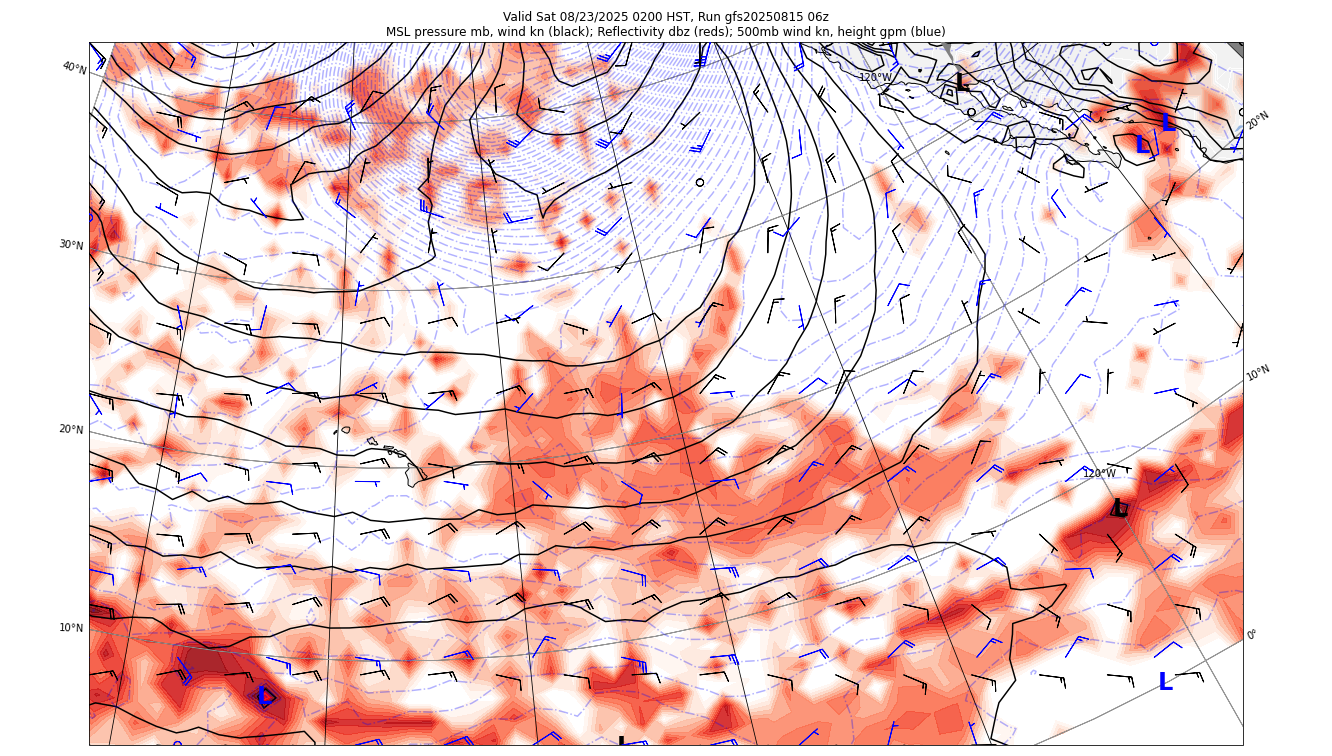 Valid Sat 08/23/2025 0200 HST, Run gfs20250815 06z
MSL pressure mb, wind kn (black); Reflectivity dbz (reds); 500mb wind kn, height gpm (blue)
40°N
120°W
L
20°N
L
L
30°N
10°N
20°N
120°W
L
10°N
0°
L
L
L